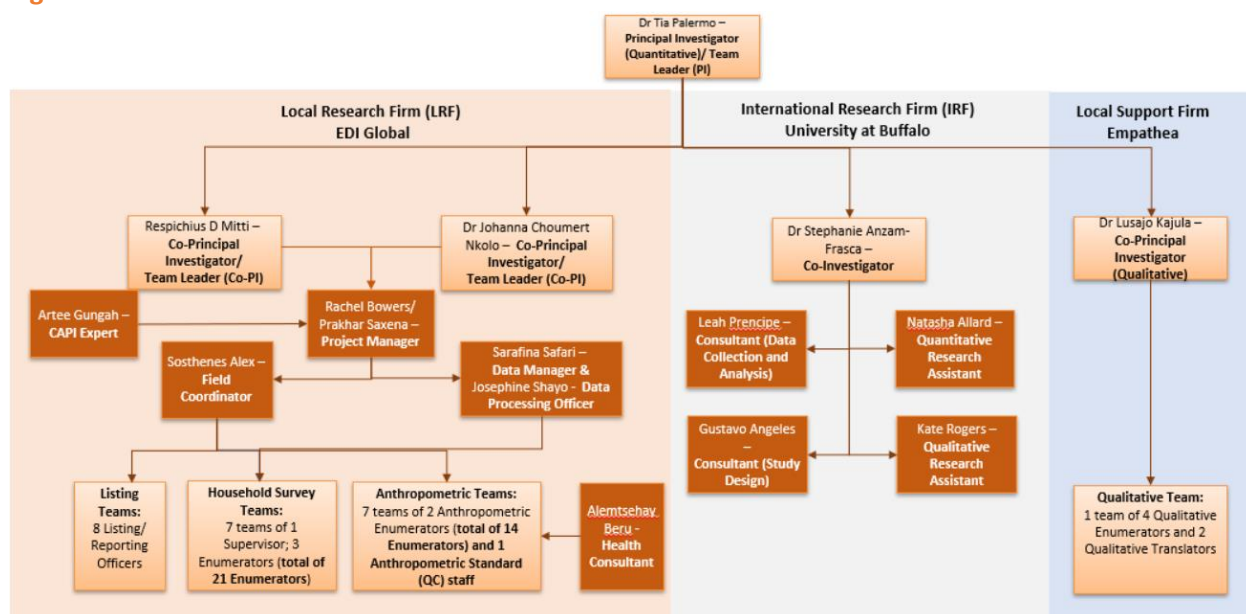 Dr Tia Palermo –
Principal Investigator
(Quantitative)/ Team
Leader (PI)
Local Research Firm (LRF)
EDI Global
International Research Firm (IRF)
University at Buffalo
Local Support Firm
Empathea
Respichius D Mitti –
Co-Principal
Investigator/
Team Leader (Co-PI)
Dr Johanna Choumert
Nkolo – Co-Principal
Investigator/
Team Leader (Co-PI)
Dr Stephanie Anzam-
Frasca –
Co-Investigator
Dr Lusajo Kajula –
Co-Principal
Investigator
(Qualitative)
Artee Gungah –
CAPI Expert
Rachel Bowers/
Prakhar Saxena –
Project Manager
Sosthenes Alex –
Field
Coordinator
Sarafina Safari –
Data Manager &
Josephine Shayo - Data
Processing Officer
Leah Prencipe –
Consultant (Data
Collection and
Analysis)
Natasha Allard –
Quantitative
Research
Assistant
Gustavo Angeles
–
Consultant (Study
Design)
Kate Rogers –
Qualitative
Research
Assistant
Listing
Teams:
8 Listing/
Reporting
Officers
Household Survey
Teams:
7 teams of 1
Supervisor; 3
Enumerators (total of
21 Enumerators)
Anthropometric Teams:
7 teams of 2 Anthropometric
Enumerators (total of 14
Enumerators) and 1
Anthropometric Standard
(QC) staff
Alemtsehay
Beru -
Health
Consultant
Qualitative Team:
1 team of 4 Qualitative
Enumerators and 2
Qualitative Translators